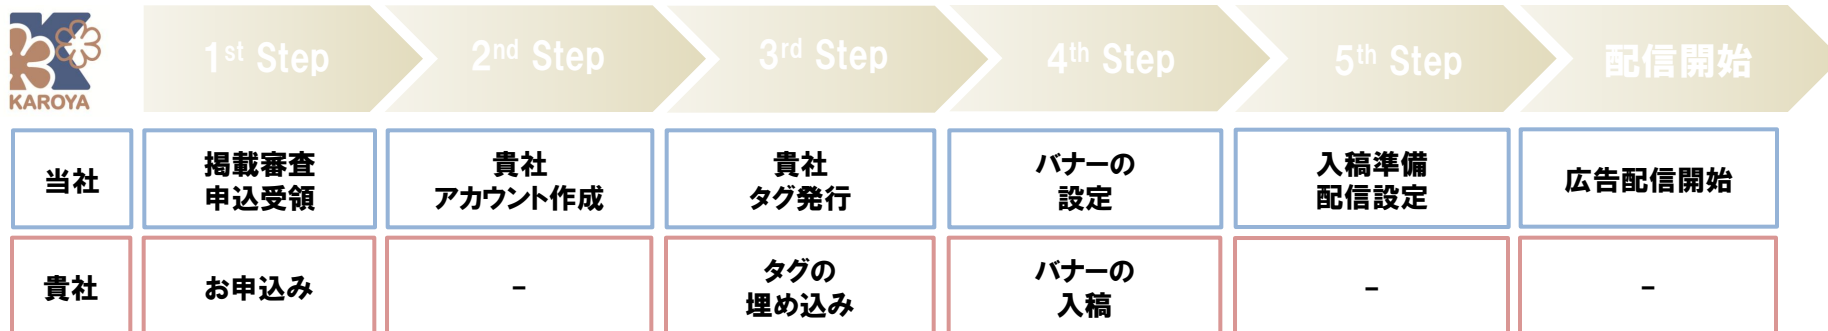 KAROYA
1st Step
2nd Step
3rd Step
4th Step
5th Step
配信開始
当社
掲載審査
申込受領
貴社
アカウント作成
貴社
タグ発行
バナーの
設定
入稿準備
配信設定
広告配信開始
貴社
お申込み
-
タグの
埋め込み
バナーの
入稿
-
-